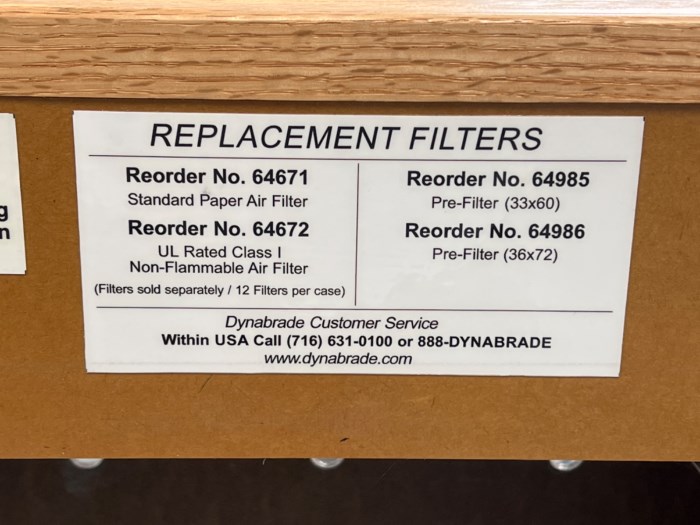 REPLACEMENT FILTERS
Reorder No. 64671
Standard Paper Air Filter
Reorder No. 64672
UL Rated Class I
Non-Flammable Air Filter
(Filters sold separately / 12 Filters per case)
Reorder No. 64985
Pre-Filter (33x60)
Reorder No. 64986
Pre-Filter (36x72)
Dynabrade Customer Service
Within USA Call (716) 631-0100 or 888-DYNABRADE
www.dynabrade.com